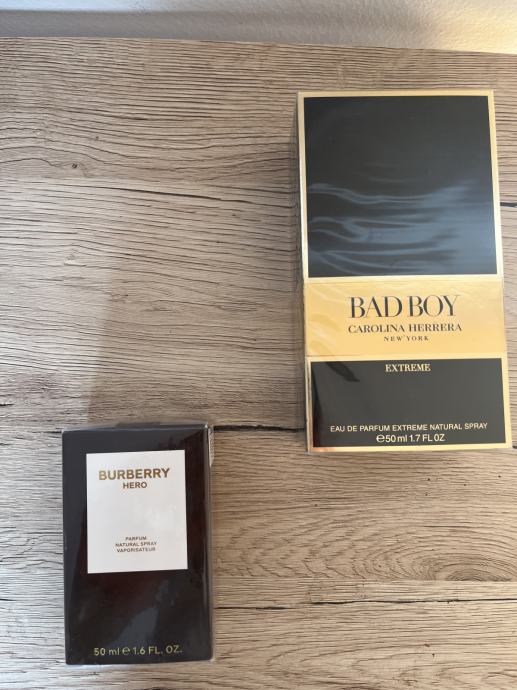 BAD BOY
CAROLINA HERRERA
NEW YORK
EXTREME
EAU DE PARFUM EXTREME NATURAL SPRAY
℮50 ml 1.7 FL OZ
BURBERRY
HERO
PARFUM
NATURAL SPRAY
VAPORISATEUR
50 ml ℮ 1.6 FL. OZ.